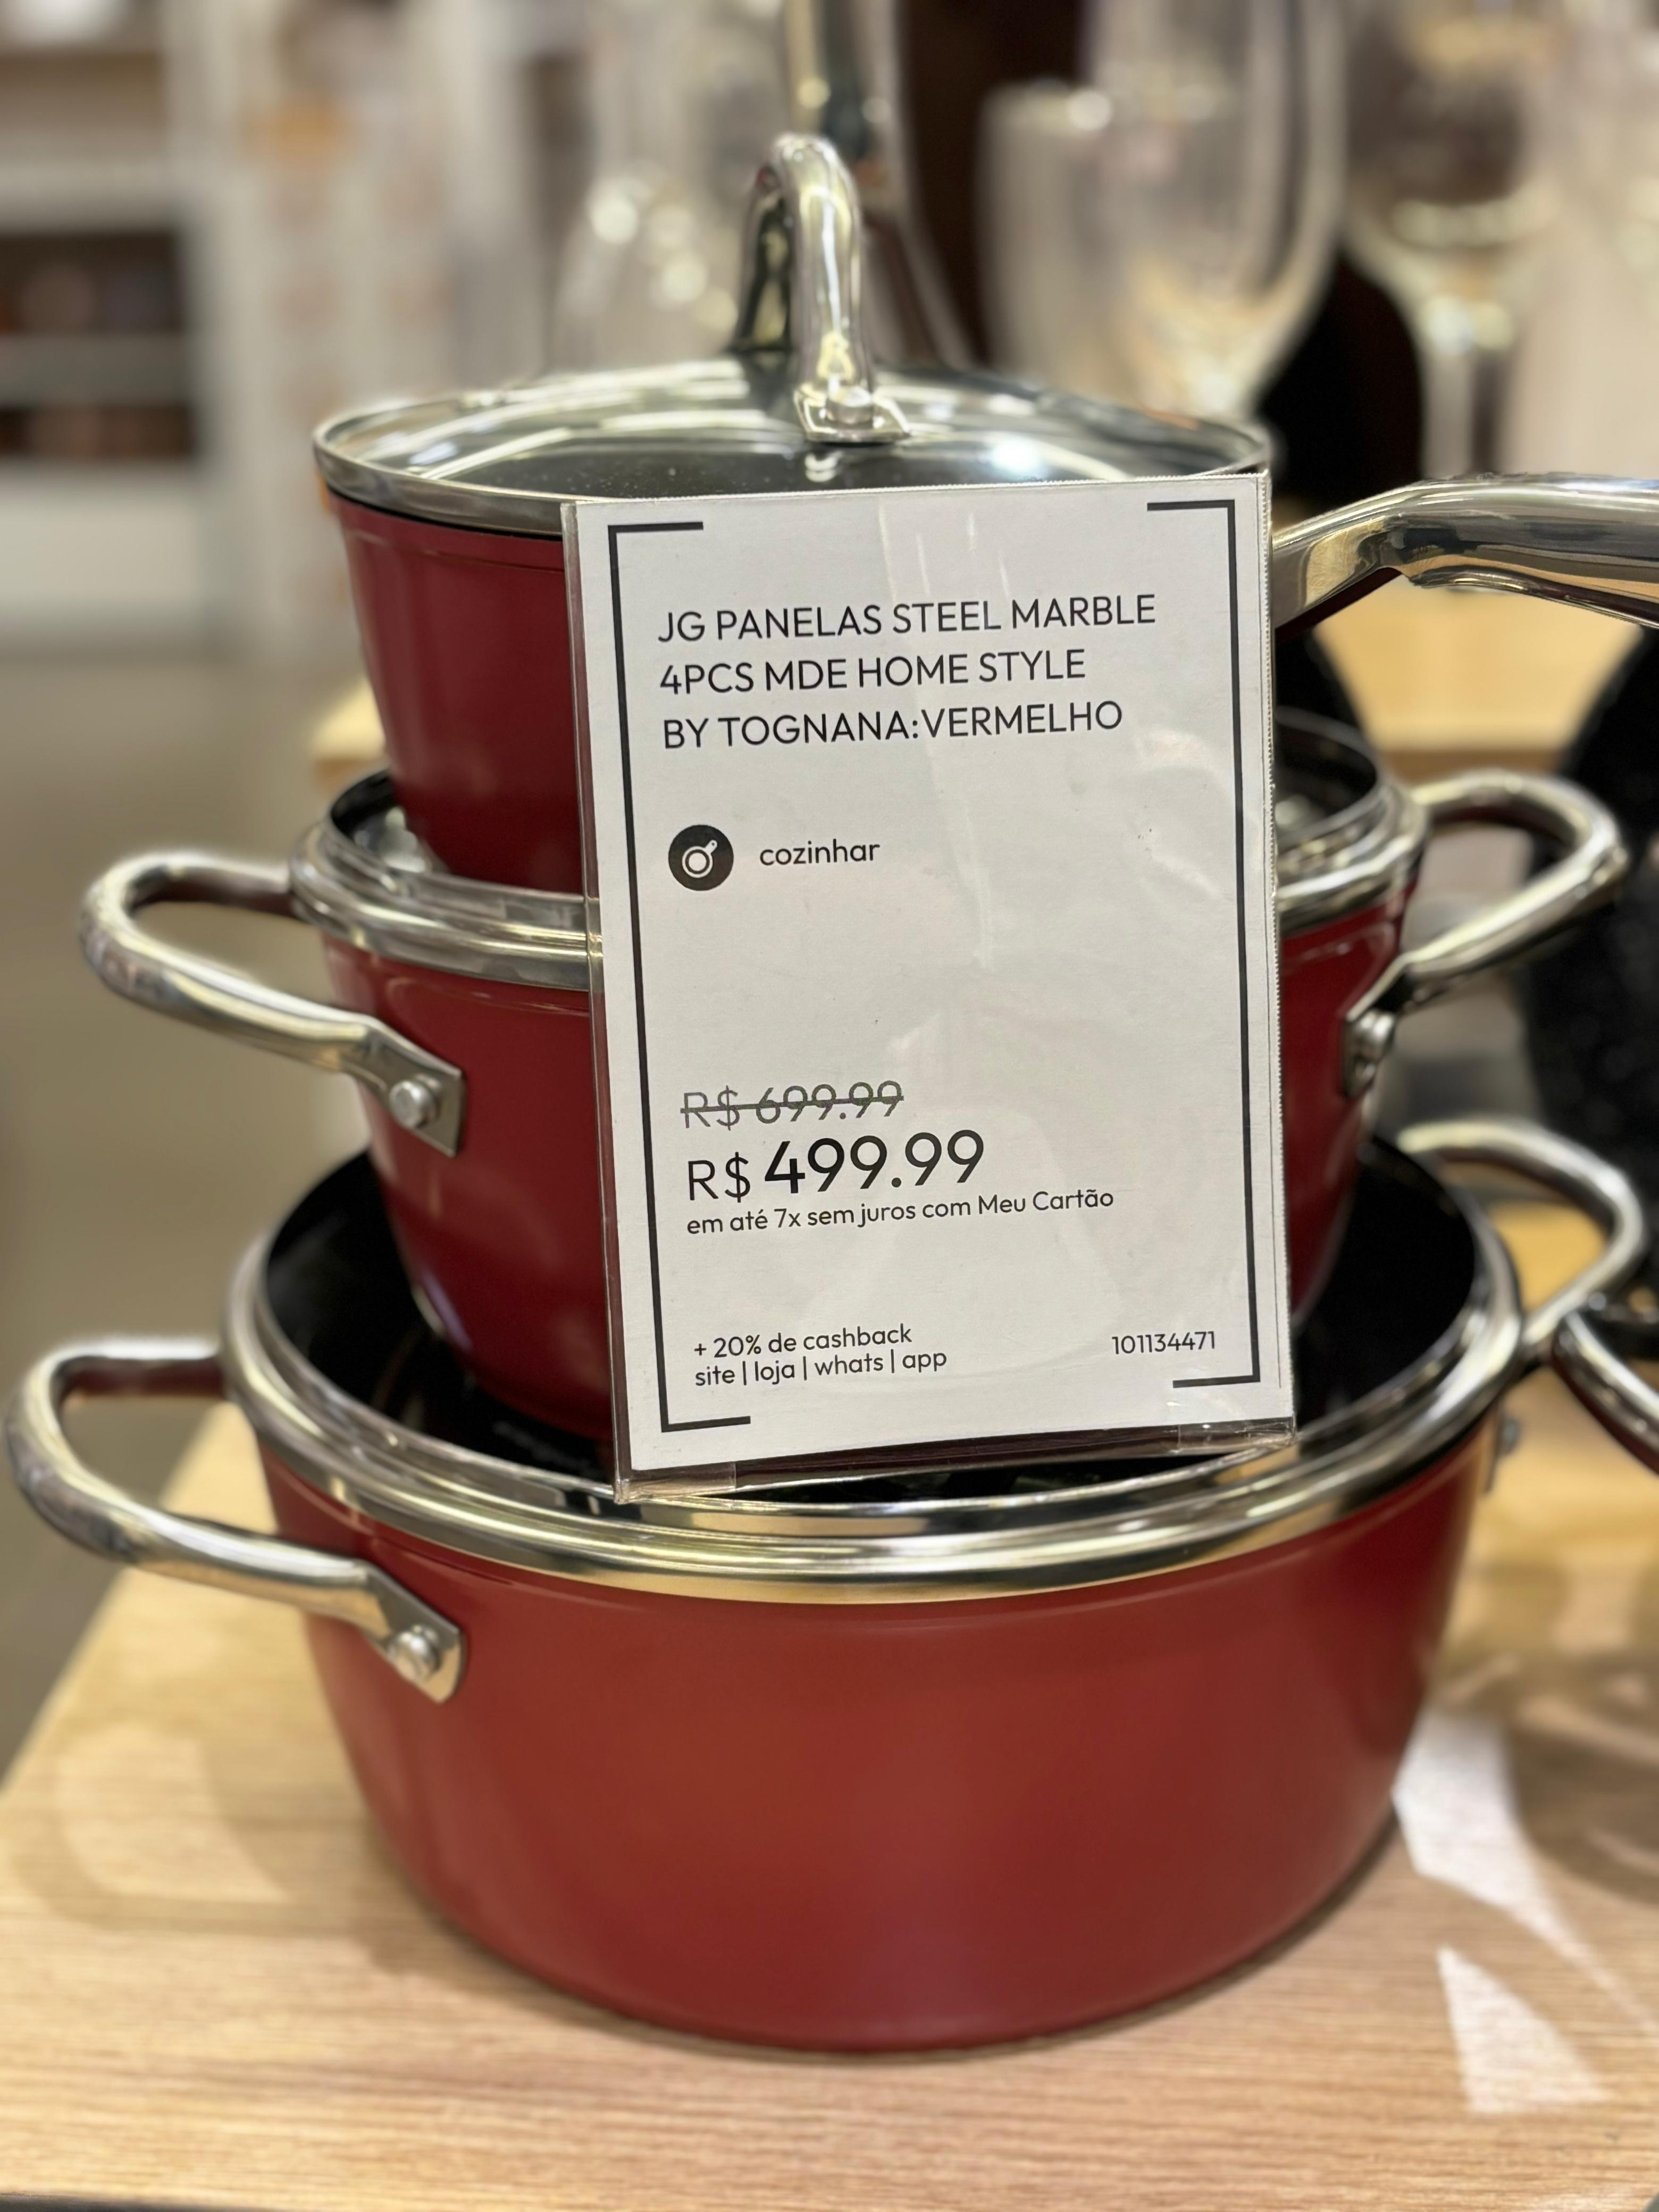 JG PANELAS STEEL MARBLE
4PCS MDE HOME STYLE
BY TOGNANA:VERMELHO
cozinhar
R$ 699.99
R$ 499.99
em até 7x sem juros com Meu Cartão
+ 20% de cashback
site | loja | whats | app
101134471